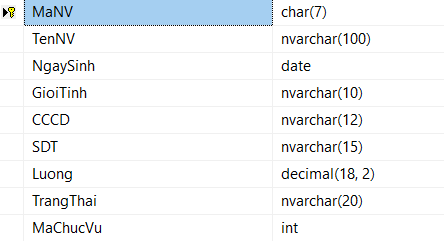 MaNV char(7)
TenNV nvarchar(100)
NgaySinh date
GioiTinh nvarchar(10)
CCCD nvarchar(12)
SDT nvarchar(15)
Luong decimal(18, 2)
TrangThai nvarchar(20)
MaChucVu int